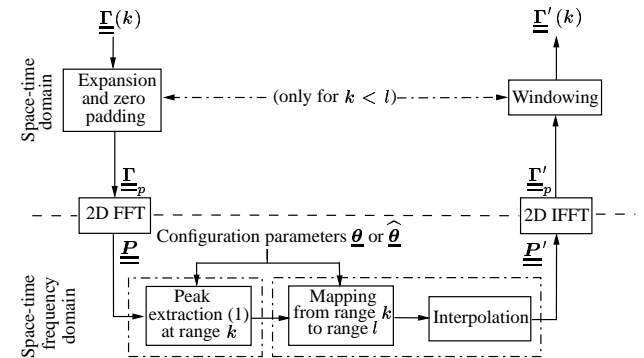 Γ(k)
Γ′(k)
Space-time
domain
Expansion
and zero
padding
(only for k < l)
Windowing
Γp
Γ′p
2D FFT
2D IFFT
P
Configuration parameters θ or θ̂
P′
Space-time
frequency
domain
Peak
extraction (1)
at range k
Mapping
from range k
to range l
Interpolation